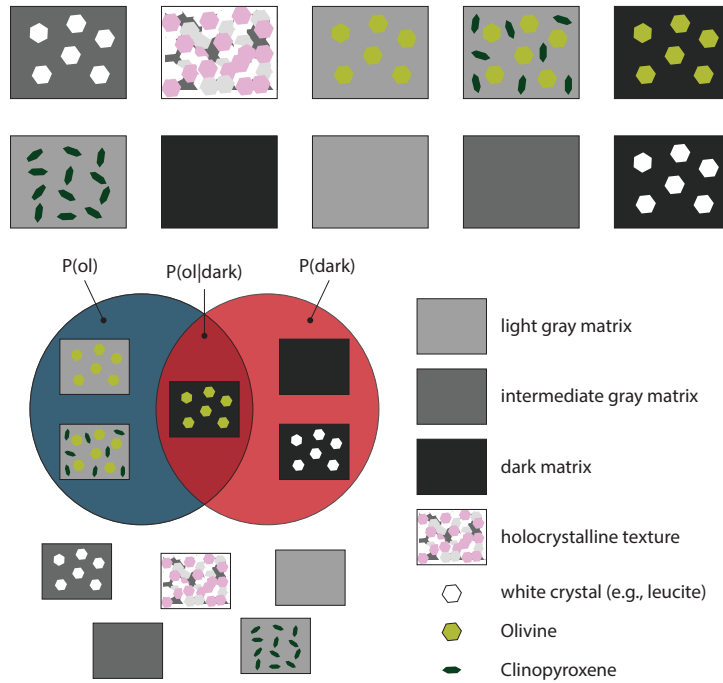 P(ol)
P(ol|dark)
P(dark)
light gray matrix
intermediate gray matrix
dark matrix
holocrystalline texture
white crystal (e.g., leucite)
Olivine
Clinopyroxene